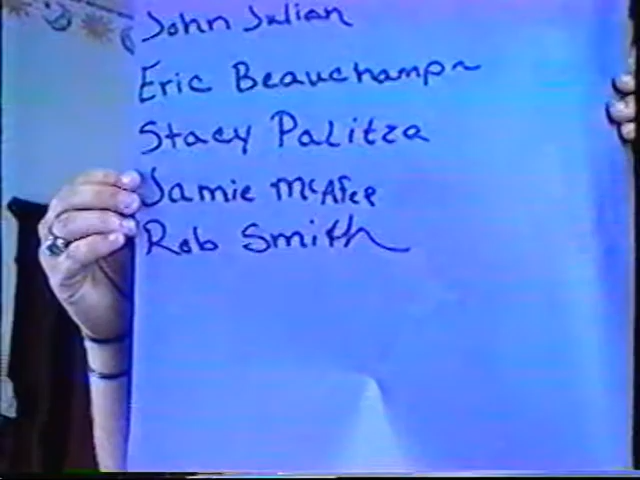 John Julian
Eric Beauchamp~
Stacy Palitza
Jamie McAfee
Rob Smith